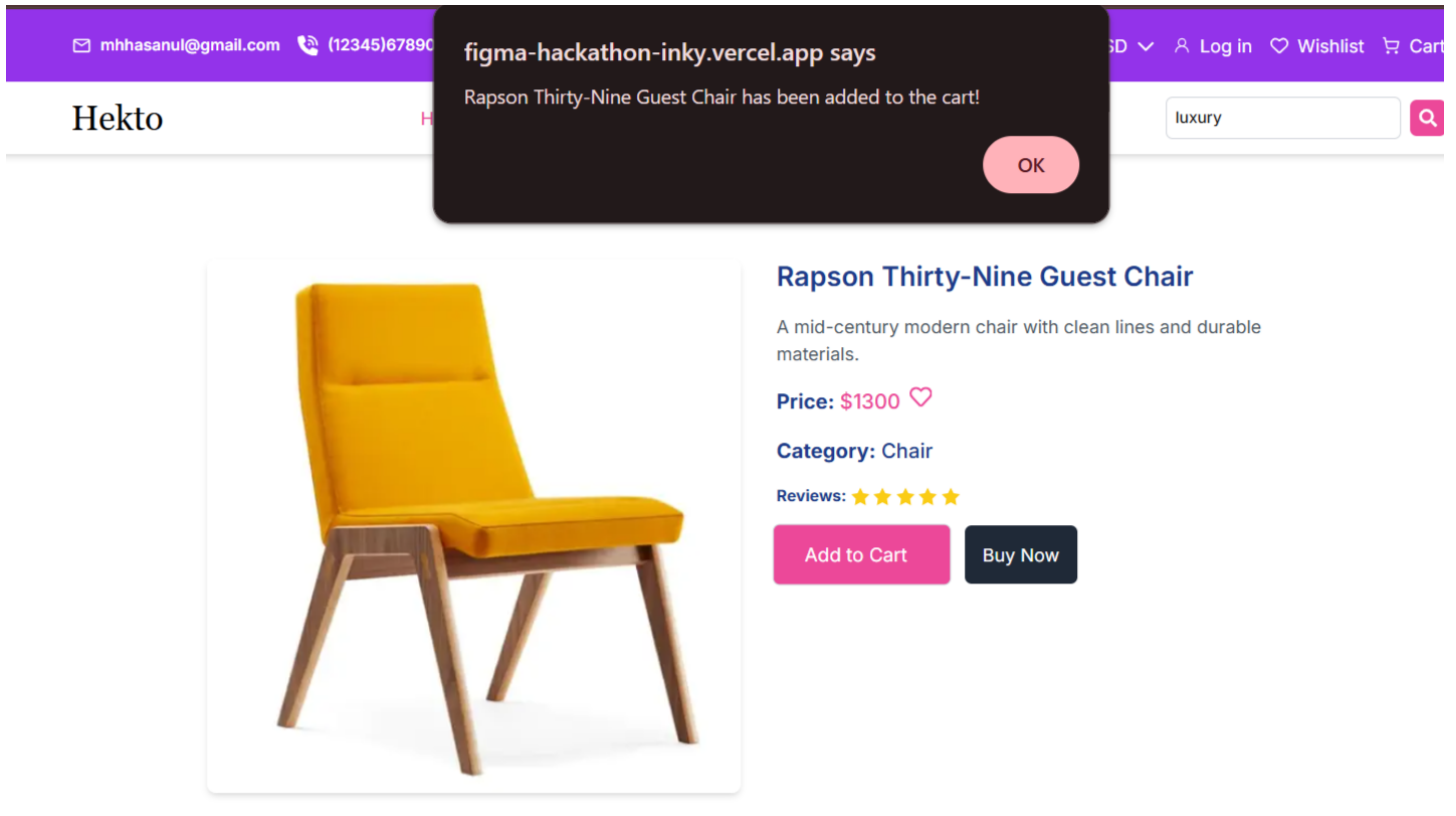 mhhasanul@gmail.com (12345)67890
figma-hackathon-inky.vercel.app says
Rapson Thirty-Nine Guest Chair has been added to the cart!
OK
Log in Wishlist Cart
Hekto
luxury
Rapson Thirty-Nine Guest Chair
A mid-century modern chair with clean lines and durable
materials.
Price: $1300
Category: Chair
Reviews:
Add to Cart Buy Now